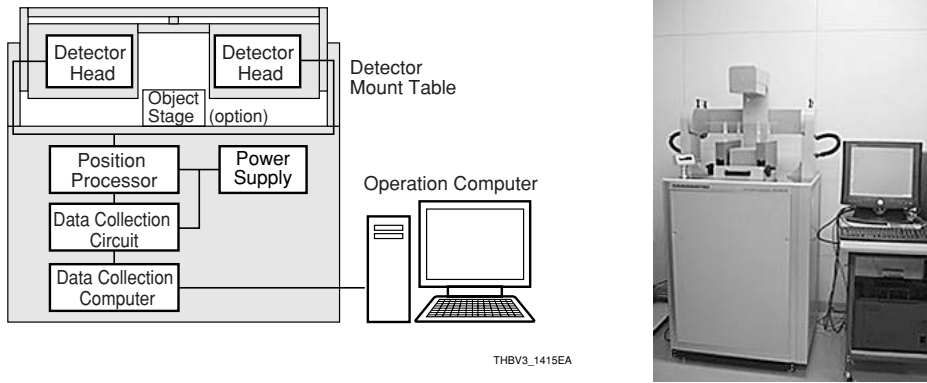 Detector
Head
Detector
Head
Detector
Mount Table
Object
Stage
(option)
Position
Processor
Power
Supply
Operation Computer
Data Collection
Circuit
Data Collection
Computer
THBV3_1415EA